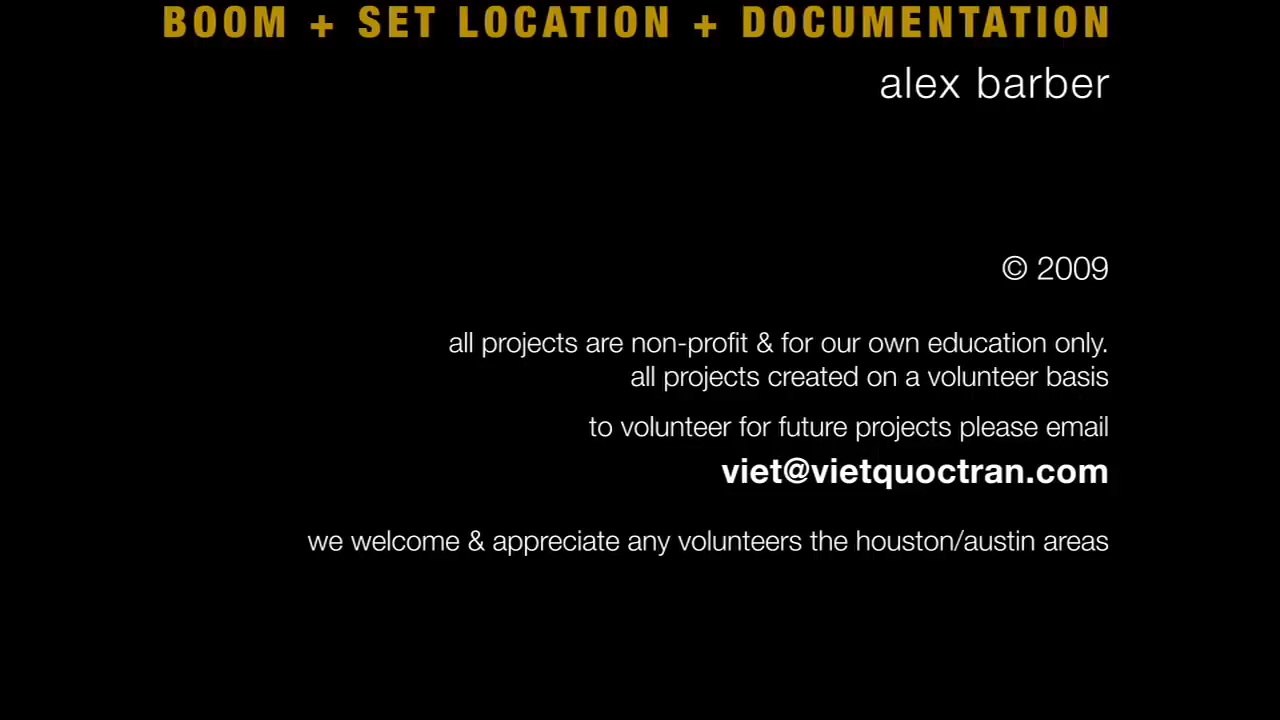 BOOM + SET LOCATION + DOCUMENTATION
alex barber
© 2009
all projects are non-profit & for our own education only.
all projects created on a volunteer basis
to volunteer for future projects please email
viet@vietquoctran.com
we welcome & appreciate any volunteers the houston/austin areas